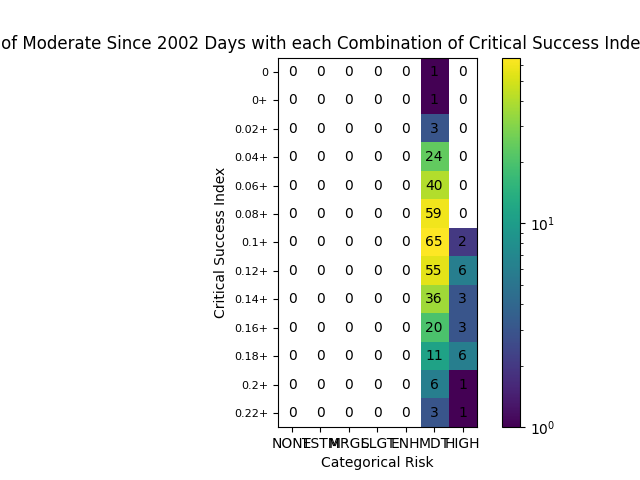 of Moderate Since 2002 Days with each Combination of Critical Success Inde
0 0 0 0 0 0 1 0
0+ 0 0 0 0 0 1 0
0.02+ 0 0 0 0 0 3 0
0.04+ 0 0 0 0 0 24 0
0.06+ 0 0 0 0 0 40 0
0.08+ 0 0 0 0 0 59 0
0.1+ 0 0 0 0 0 65 2
0.12+ 0 0 0 0 0 55 6
0.14+ 0 0 0 0 0 36 3
0.16+ 0 0 0 0 0 20 3
0.18+ 0 0 0 0 0 11 6
0.2+ 0 0 0 0 0 6 1
0.22+ 0 0 0 0 0 3 1
NONE TSTM MRGL SLGT ENH MDT HIGH
Categorical Risk
Critical Success Index
10¹
10⁰